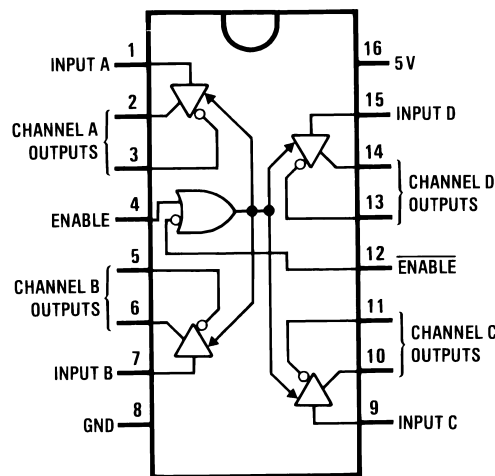 1
INPUT A
2
CHANNEL A
OUTPUTS
3
4
ENABLE
5
CHANNEL B
OUTPUTS
6
7
INPUT B
8
GND
16
5 V
15
INPUT D
14
CHANNEL D
OUTPUTS
13
12
ENABLE
11
CHANNEL C
OUTPUTS
10
9
INPUT C